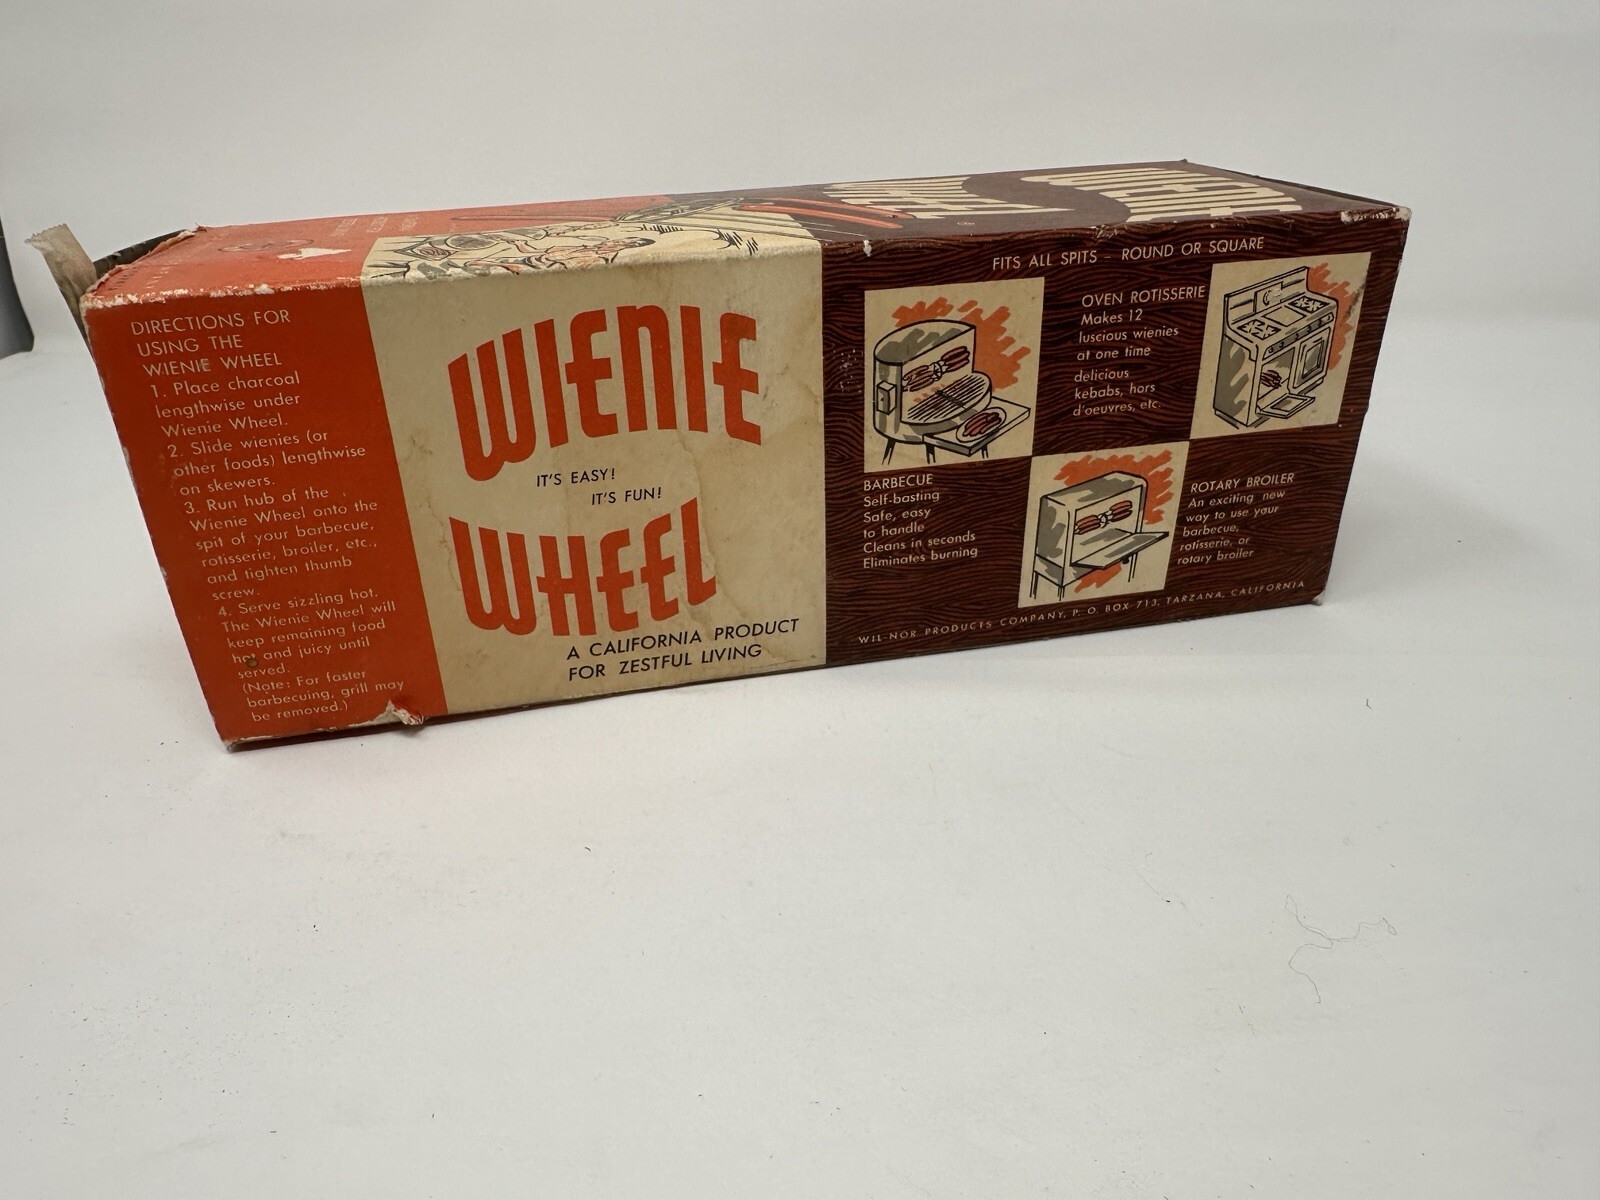 DIRECTIONS FOR
USING THE
WIENIE WHEEL
1. Place charcoal
lengthwise under
Wienie Wheel.
2. Slide wienies (or
other foods) lengthwise
on skewers.
3. Run hub of the
Wienie Wheel onto the
spit of your barbecue,
rotisserie, broiler, etc.,
and tighten thumb
screw.
4. Serve sizzling hot.
The Wienie Wheel will
keep remaining food
hot and juicy until
served.
(Note: For faster
barbecuing, grill may
be removed.)
WIENIE
IT'S EASY!
IT'S FUN!
WHEEL
A CALIFORNIA PRODUCT
FOR ZESTFUL LIVING
WIENIE
WHEEL
FITS ALL SPITS – ROUND OR SQUARE
OVEN ROTISSERIE
Makes 12
luscious wienies
at one time
delicious
kebabs, hors
d'oeuvres, etc.
BARBECUE
Self-basting
Safe, easy
to handle
Cleans in seconds
Eliminates burning
ROTARY BROILER
An exciting new
way to use your
barbecue,
rotisserie, or
rotary broiler
WIL-NOR PRODUCTS COMPANY, P. O. BOX 713, TARZANA, CALIFORNIA